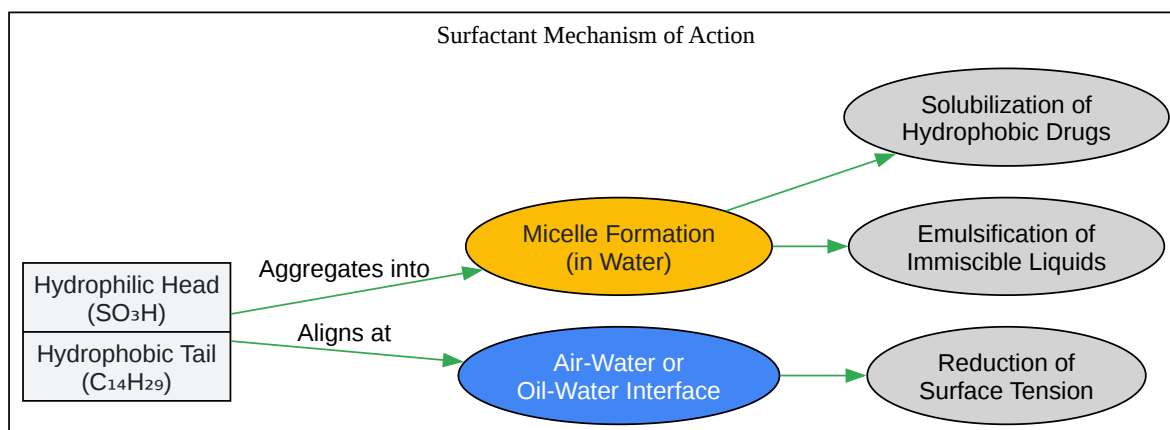 Surfactant Mechanism of Action
Hydrophilic Head
(SO₃H)
Hydrophobic Tail
(C₁₄H₂₉)
Aggregates into
Aligns at
Micelle Formation
(in Water)
Air-Water or
Oil-Water Interface
Solubilization of
Hydrophobic Drugs
Emulsification of
Immiscible Liquids
Reduction of
Surface Tension